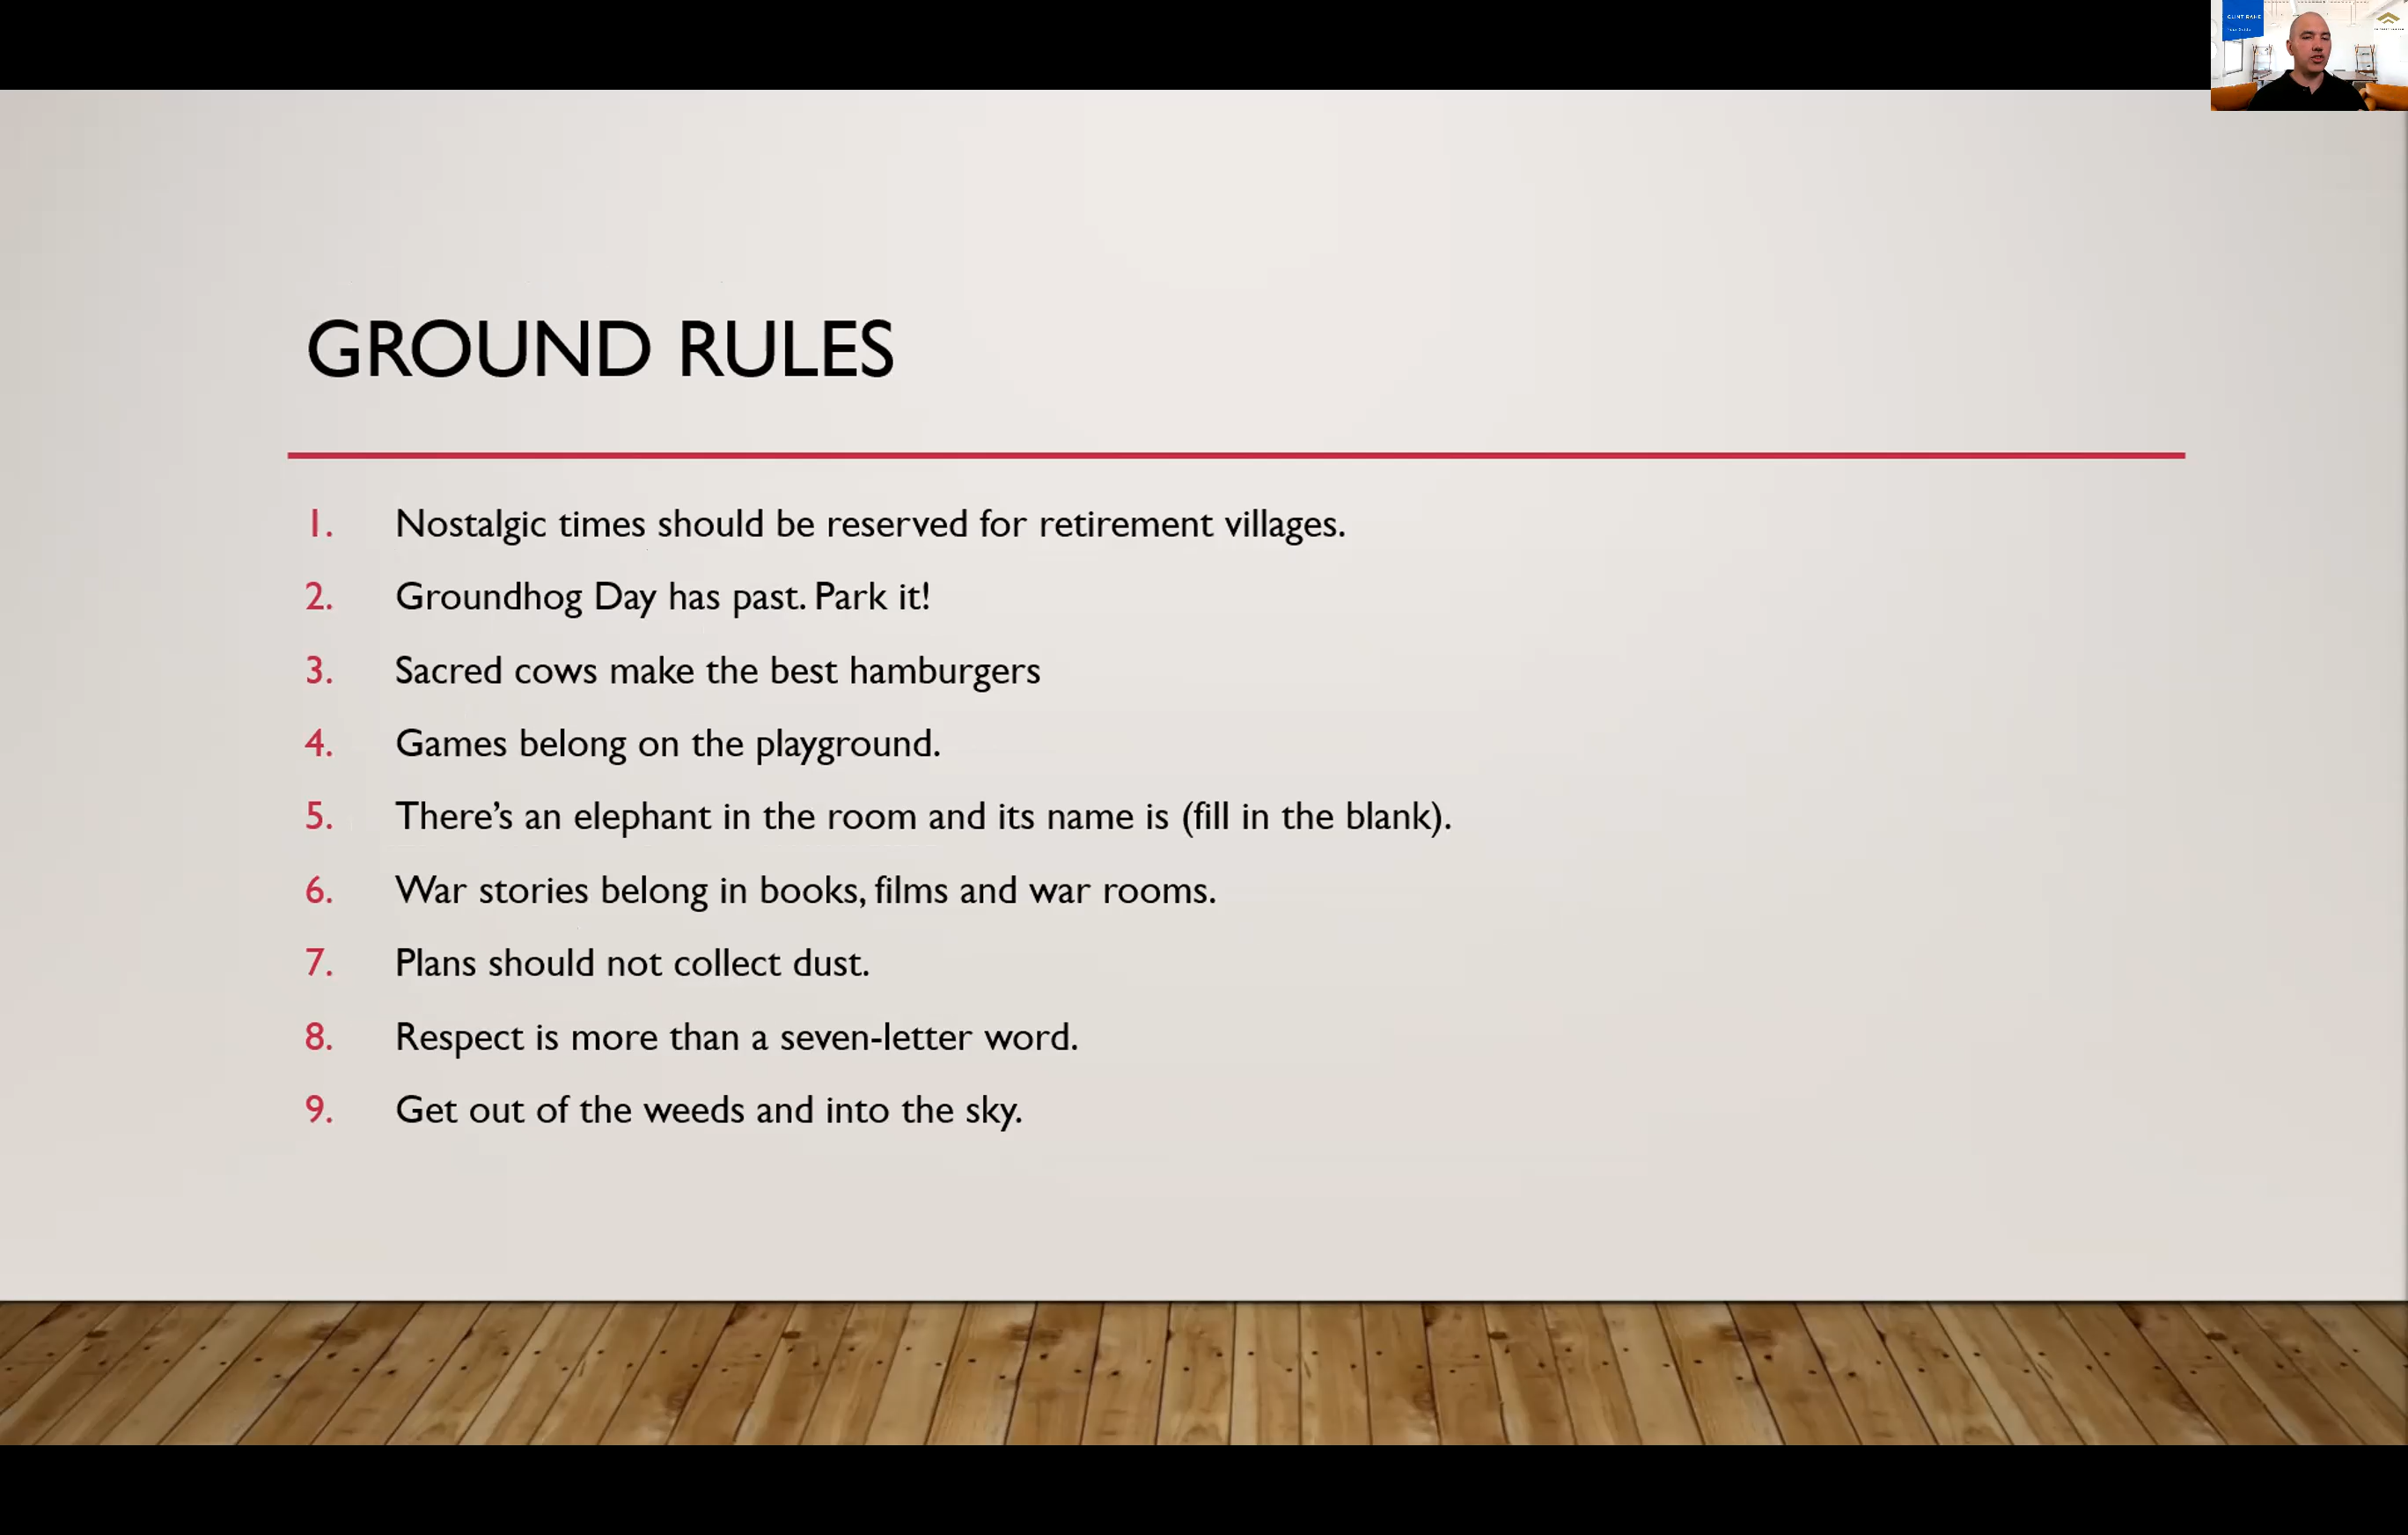 GROUND RULES
1. Nostalgic times should be reserved for retirement villages.
2. Groundhog Day has past. Park it!
3. Sacred cows make the best hamburgers
4. Games belong on the playground.
5. There’s an elephant in the room and its name is (fill in the blank).
6. War stories belong in books, films and war rooms.
7. Plans should not collect dust.
8. Respect is more than a seven-letter word.
9. Get out of the weeds and into the sky.